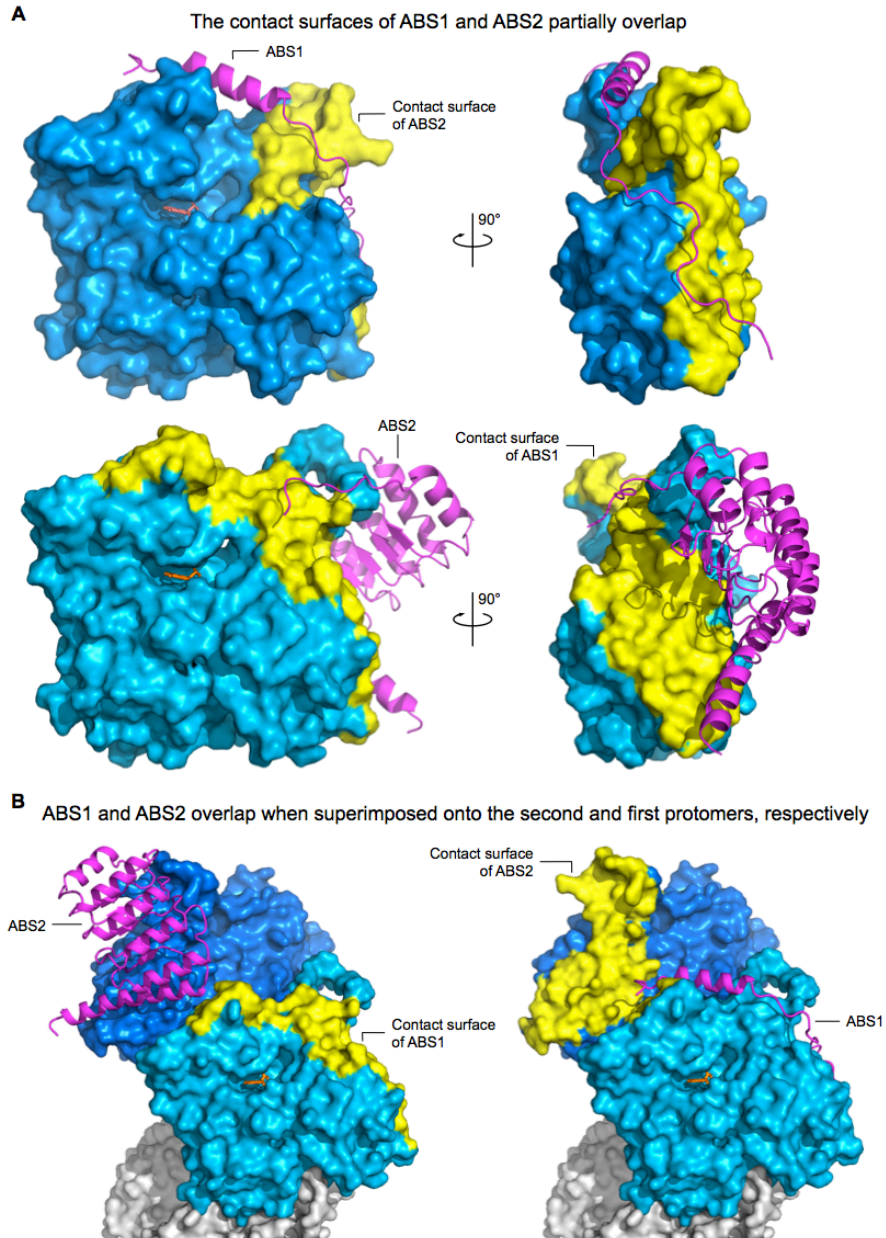 A
The contact surfaces of ABS1 and ABS2 partially overlap
ABS1
Contact surface
of ABS2
90°
ABS2
Contact surface
of ABS1
90°
B
ABS1 and ABS2 overlap when superimposed onto the second and first protomers, respectively
ABS2
Contact surface
of ABS1
Contact surface
of ABS2
ABS1